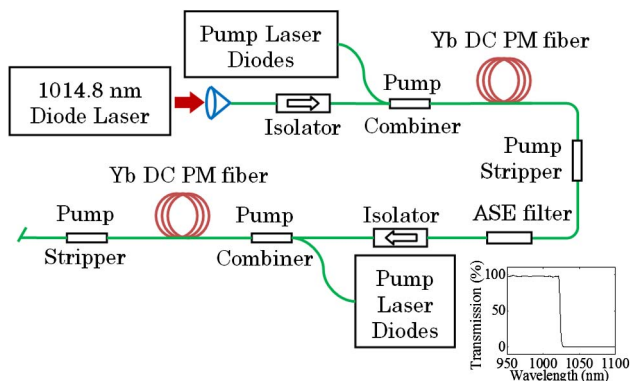 Pump Laser
Diodes
Yb DC PM fiber
1014.8 nm
Diode Laser
Isolator
Pump
Combiner
Pump
Stripper
Yb DC PM fiber
Pump
Stripper
Pump
Combiner
Isolator
ASE filter
Pump
Laser
Diodes
Transmission (%)
100
50
0
950 1000 1050 1100
Wavelength (nm)